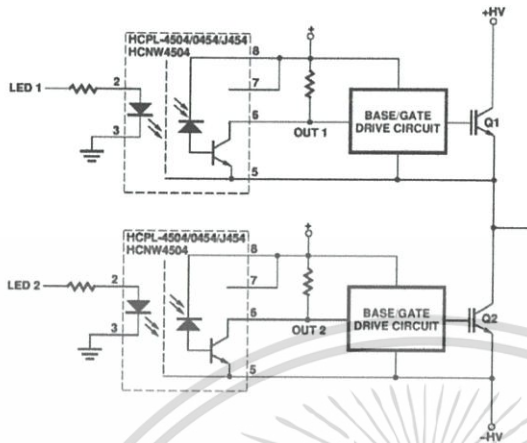 +HV
HCPL-4504/0454/J454
HCNW4504
8
+
LED 1
2
7
3
6
OUT 1
BASE/GATE
DRIVE CIRCUIT
Q1
5
HCPL-4504/0454/J454
HCNW4504
8
+
LED 2
2
7
3
6
OUT 2
BASE/GATE
DRIVE CIRCUIT
Q2
5
-HV